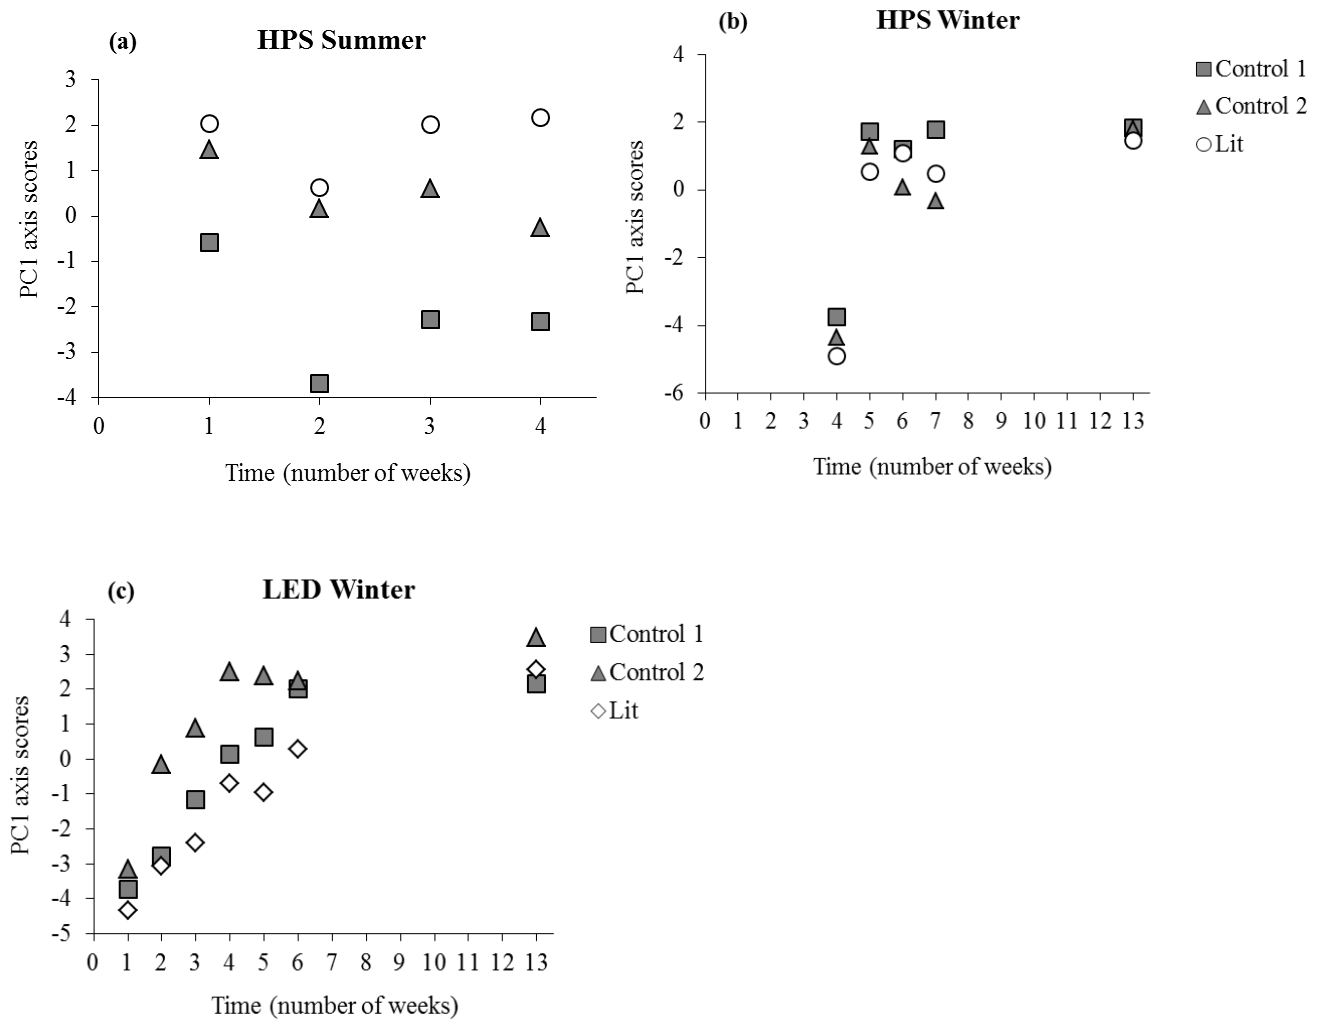 (a) HPS Summer
3
2
1
0
-1
-2
-3
-4
PC1 axis scores
0 1 2 3 4
Time (number of weeks)
(b) HPS Winter
4
2
0
-2
-4
-6
PC1 axis scores
0 1 2 3 4 5 6 7 8 9 10 11 12 13
Time (number of weeks)
Control 1
Control 2
Lit
(c) LED Winter
4
3
2
1
0
-1
-2
-3
-4
-5
PC1 axis scores
0 1 2 3 4 5 6 7 8 9 10 11 12 13
Time (number of weeks)
Control 1
Control 2
Lit